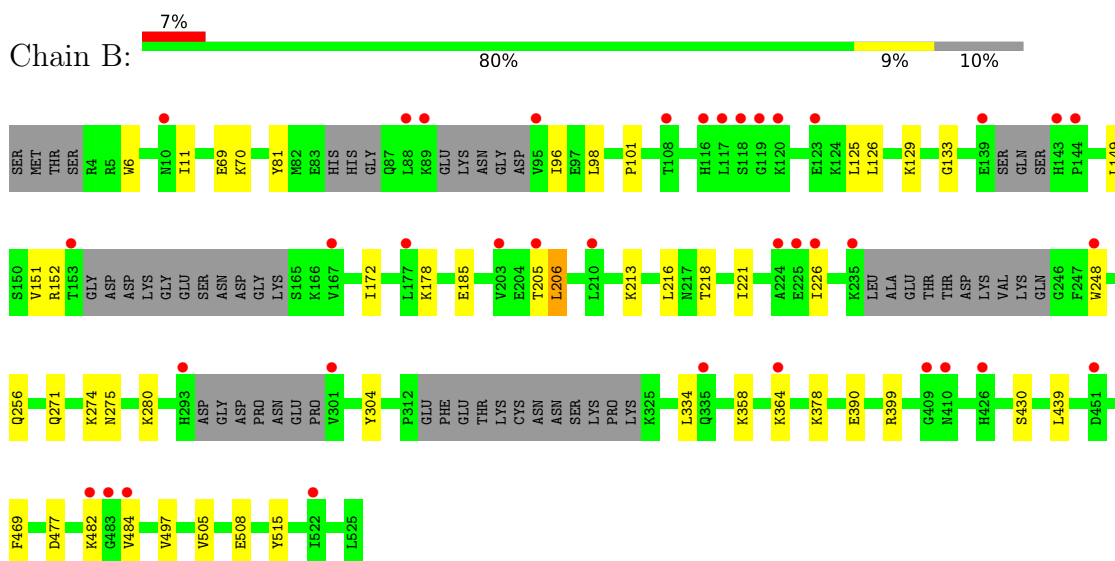 7%
Chain B:
80% 9% 10%
SER MET THR SER R4 R5 W6 N10 I11 E69 K70 Y81 M82 E83 HIS HIS GLY Q87 L88 K89 GLU LYS ASN GLY ASP V95 I96 E97 L98 P101 T108 H116 L117 S118 G119 K120 E123 K124 L125 L126 K129 G133 E139 SER GLN SER H143 P144 L149
S150 V151 R152 T153 GLY ASP ASP LYS GLY GLU SER ASN ASP GLY LYS S165 K166 V167 I172 L177 K178 E185 V203 E204 T205 L206 L210 K213 L216 N217 T218 I221 A224 E225 I226 K235 LEU ALA GLU THR THR ASP LYS VAL LYS GLN G246 F247 W248
Q256 Q271 K274 N275 K280 H293 ASP GLY ASP PRO ASN GLU PRO V301 Y304 P312 GLU PHE GLU THR LYS CYS ASN ASN SER LYS PRO LYS K325 L334 Q335 K358 K364 K378 E390 R399 G409 N410 H426 S430 L439 D451
F469 D477 K482 G483 V484 V497 V505 E508 Y515 I522 L525